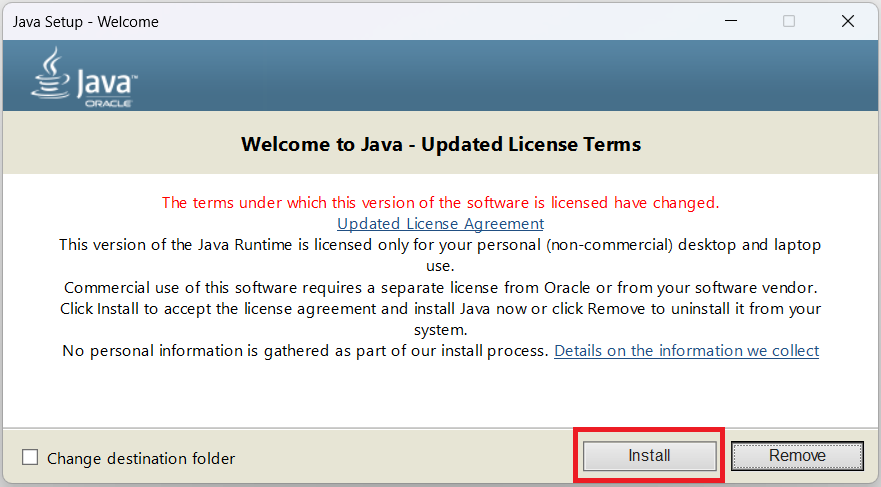 Java Setup - Welcome
Java™
ORACLE
Welcome to Java - Updated License Terms
The terms under which this version of the software is licensed have changed.
Updated License Agreement
This version of the Java Runtime is licensed only for your personal (non-commercial) desktop and laptop
use.
Commercial use of this software requires a separate license from Oracle or from your software vendor.
Click Install to accept the license agreement and install Java now or click Remove to uninstall it from your
system.
No personal information is gathered as part of our install process. Details on the information we collect
Change destination folder
Install
Remove